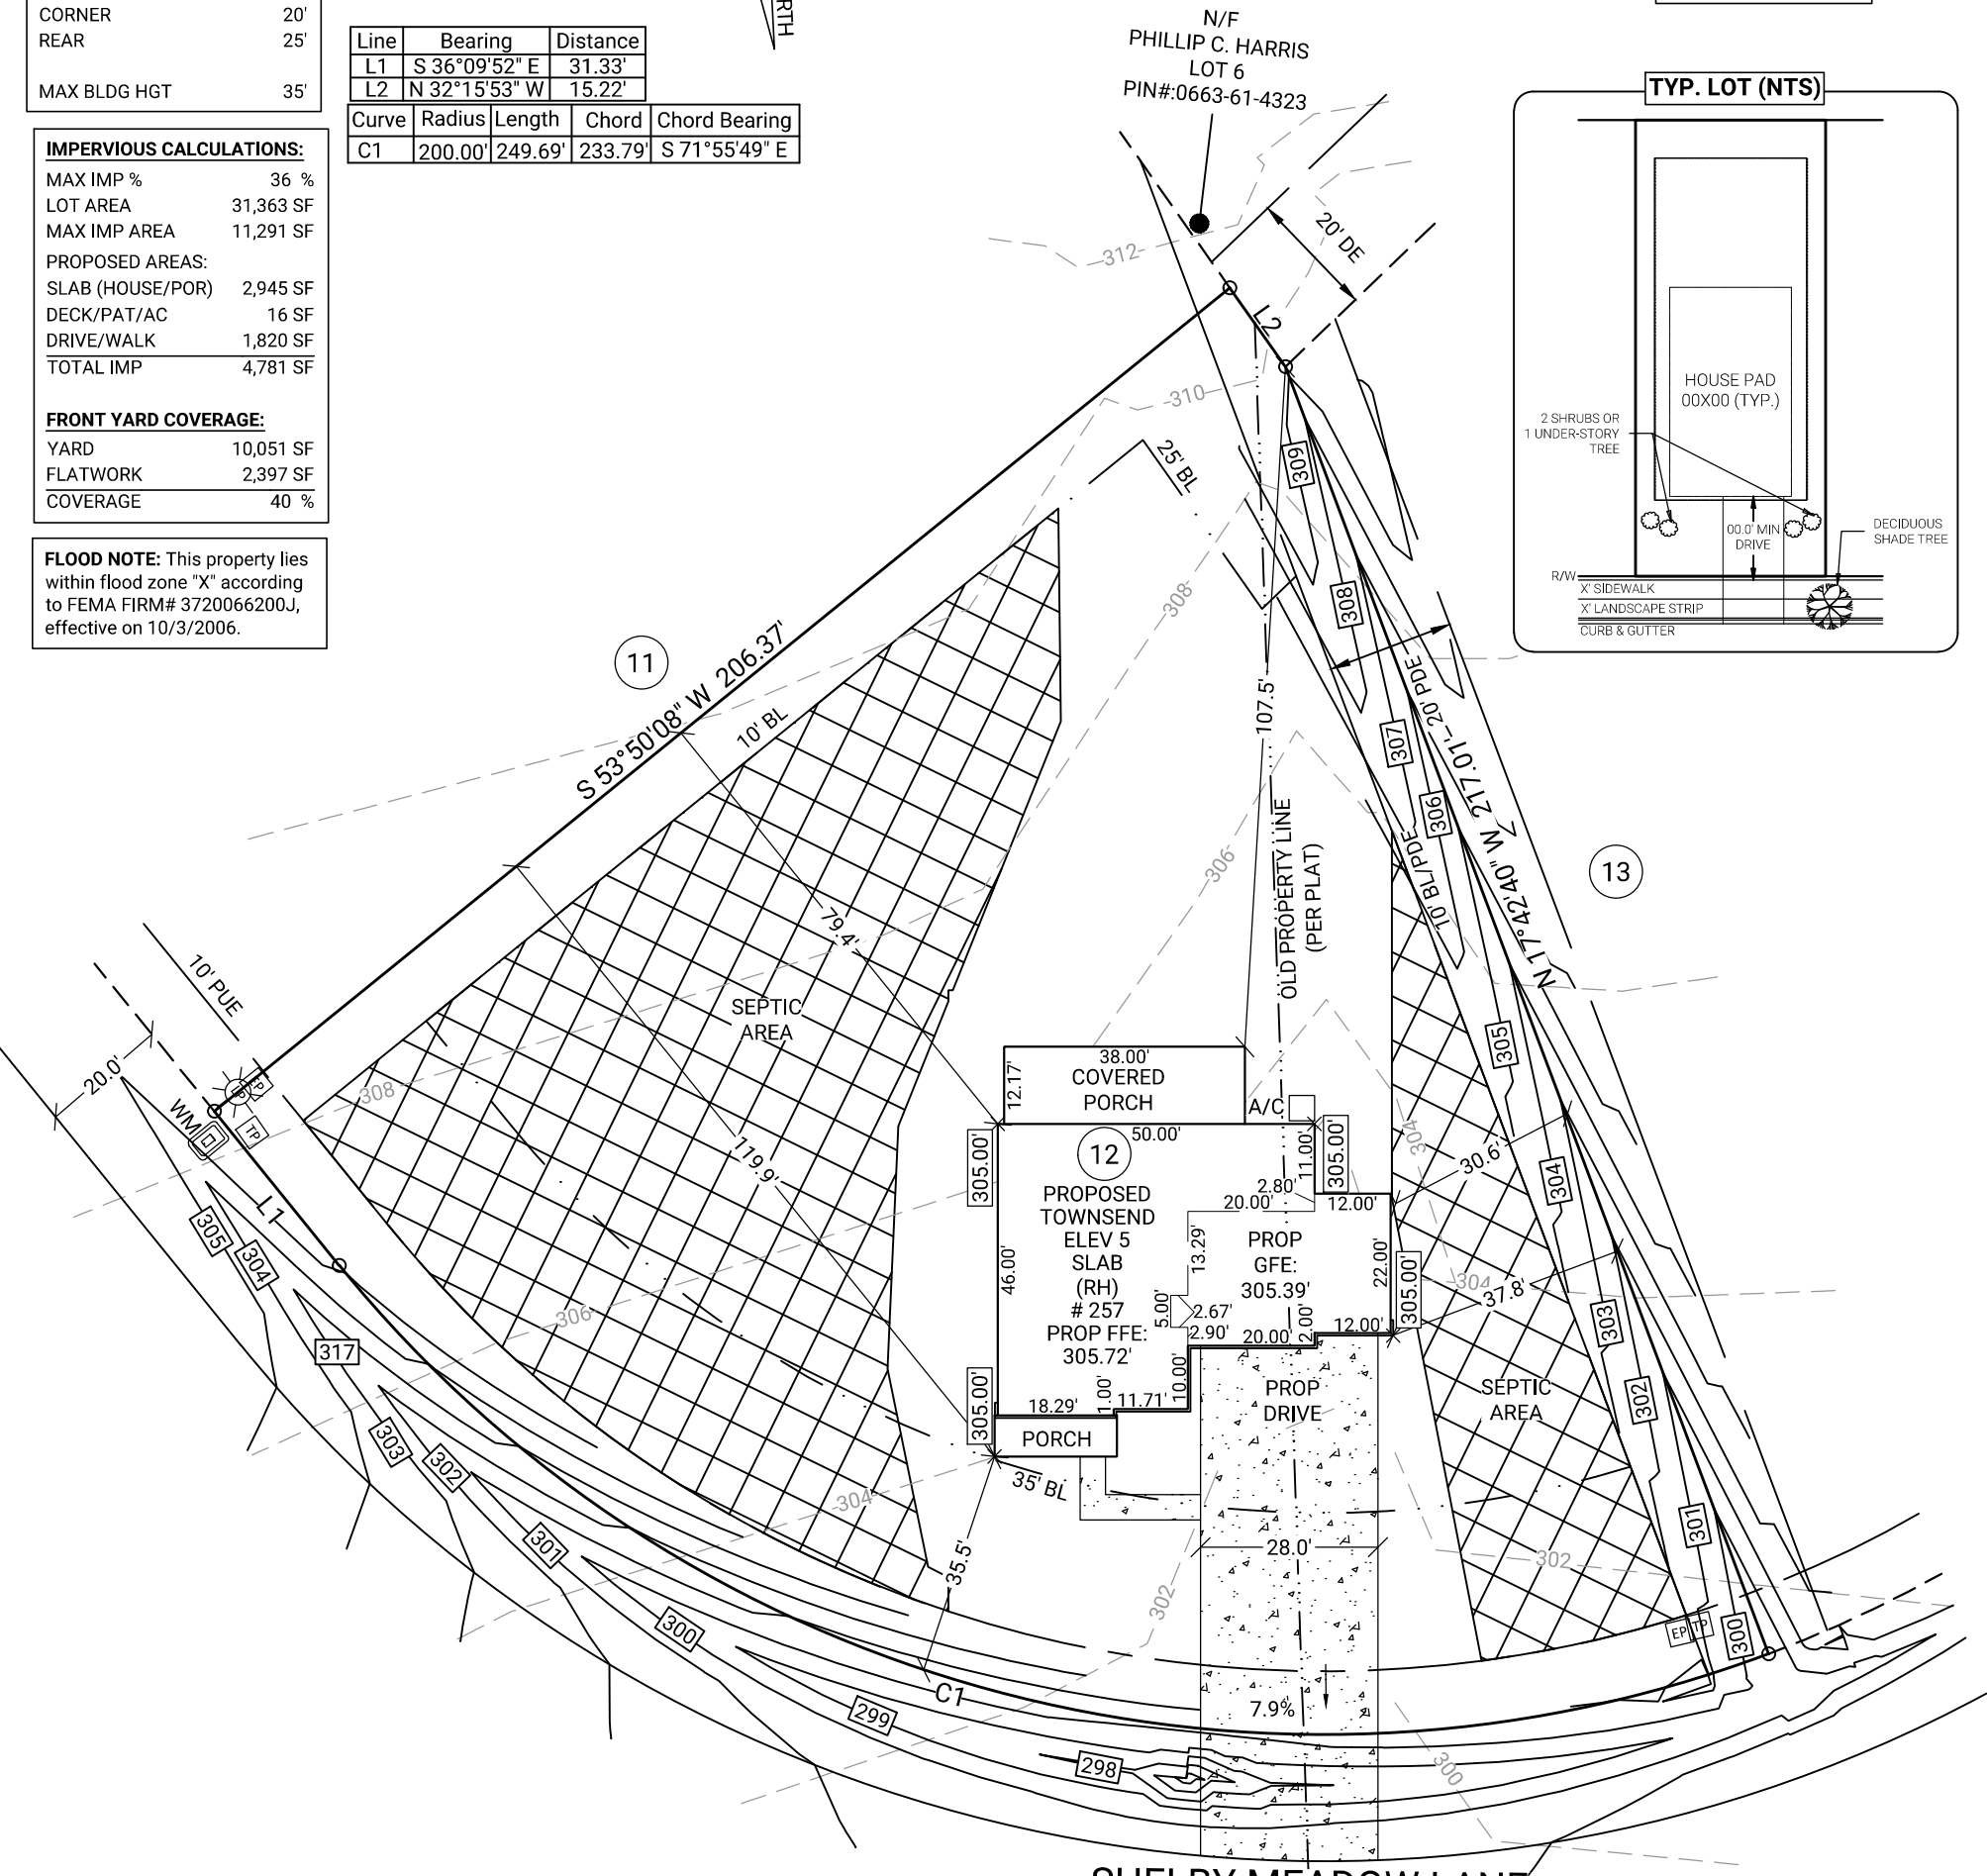 CORNER 20'
REAR 25'
MAX BLDG HGT 35'
IMPERVIOUS CALCULATIONS:
MAX IMP % 36 %
LOT AREA 31,363 SF
MAX IMP AREA 11,291 SF
PROPOSED AREAS:
SLAB (HOUSE/POR) 2,945 SF
DECK/PAT/AC 16 SF
DRIVE/WALK 1,820 SF
TOTAL IMP 4,781 SF
FRONT YARD COVERAGE:
YARD 10,051 SF
FLATWORK 2,397 SF
COVERAGE 40 %
FLOOD NOTE: This property lies
within flood zone "X" according
to FEMA FIRM# 3720066200J,
effective on 10/3/2006.
Line Bearing Distance
L1 S 36°09'52" E 31.33'
L2 N 32°15'53" W 15.22'
Curve Radius Length Chord Chord Bearing
C1 200.00' 249.69' 233.79' S 71°55'49" E
RTH
N/F
PHILLIP C. HARRIS
LOT 6
PIN#:0663-61-4323
TYP. LOT (NTS)
HOUSE PAD
00X00 (TYP.)
2 SHRUBS OR
1 UNDER-STORY
TREE
00.0' MIN
DRIVE
DECIDUOUS
SHADE TREE
R/W
X' SIDEWALK
X' LANDSCAPE STRIP
CURB & GUTTER
312
20' DE
L2
310
25' BL
309
308
308
11
S 53°50'08" W 206.37'
10' BL
107.5'
307
306
306
20' PDE
N 17°42'40" W 217.01'
10' BL/PDE
13
OLD PROPERTY LINE
(PER PLAT)
79.4'
SEPTIC
AREA
10' PUE
20.0'
WM
EP
TP
308
119.9'
305
38.00'
12.17'
COVERED
PORCH
A/C
50.00'
305.00'
12
11.00'
305.00'
304
30.6'
304
PROPOSED
TOWNSEND
ELEV 5
SLAB
(RH)
# 257
PROP FFE:
305.72'
46.00'
2.80'
20.00'
12.00'
13.29'
PROP
GFE:
305.39'
22.00'
305.00'
304
37.8'
5.00'
2.67'
2.90'
20.00'
2.00'
12.00'
10.00'
L1
305
304
317
306
303
302
303
302
301
300
299
298
305.00'
18.29'
1.00'
11.71'
PORCH
35' BL
304
35.5'
PROP
DRIVE
28.0'
SEPTIC
AREA
302
302
301
300
EP TP
C1
7.9%
300
SHELBY MEADOW LANE